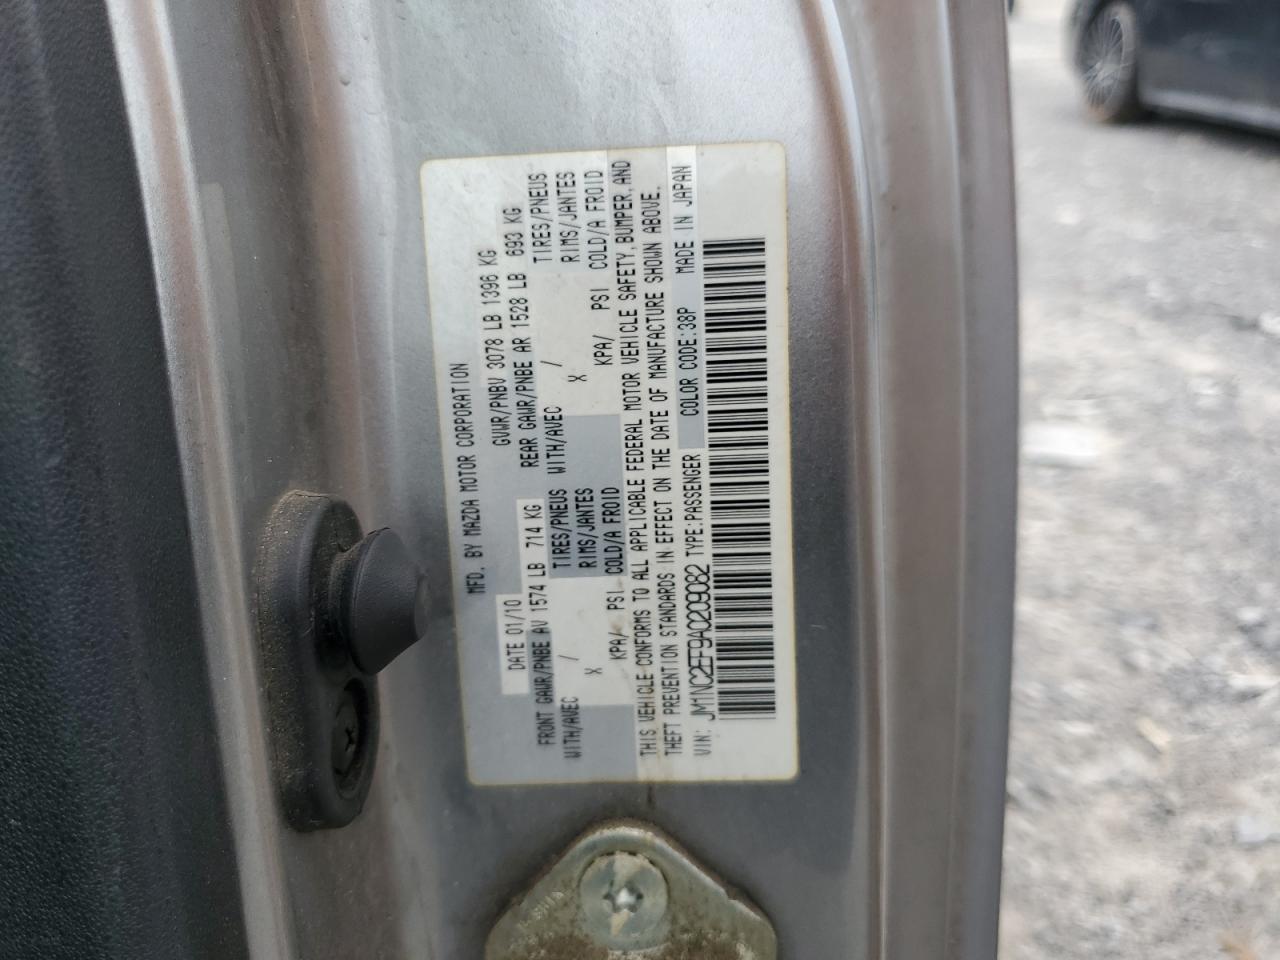 MFD. BY MAZDA MOTOR CORPORATION
DATE 01/10 GVWR/PNBV 3078 LB 1396 KG
FRONT GAWR/PNBE AV 1574 LB 714 KG REAR GAWR/PNBE AR 1528 LB 693 KG
WITH/AVEC / TIRES/PNEUS WITH/AVEC / TIRES/PNEUS
X RIMS/JANTES X RIMS/JANTES
KPA/ PSI COLD/A FROID KPA/ PSI COLD/A FROID
THIS VEHICLE CONFORMS TO ALL APPLICABLE FEDERAL MOTOR VEHICLE SAFETY, BUMPER, AND
THEFT PREVENTION STANDARDS IN EFFECT ON THE DATE OF MANUFACTURE SHOWN ABOVE.
VIN: JM1NC2EF9A0209082 TYPE:PASSENGER COLOR CODE:38P MADE IN JAPAN